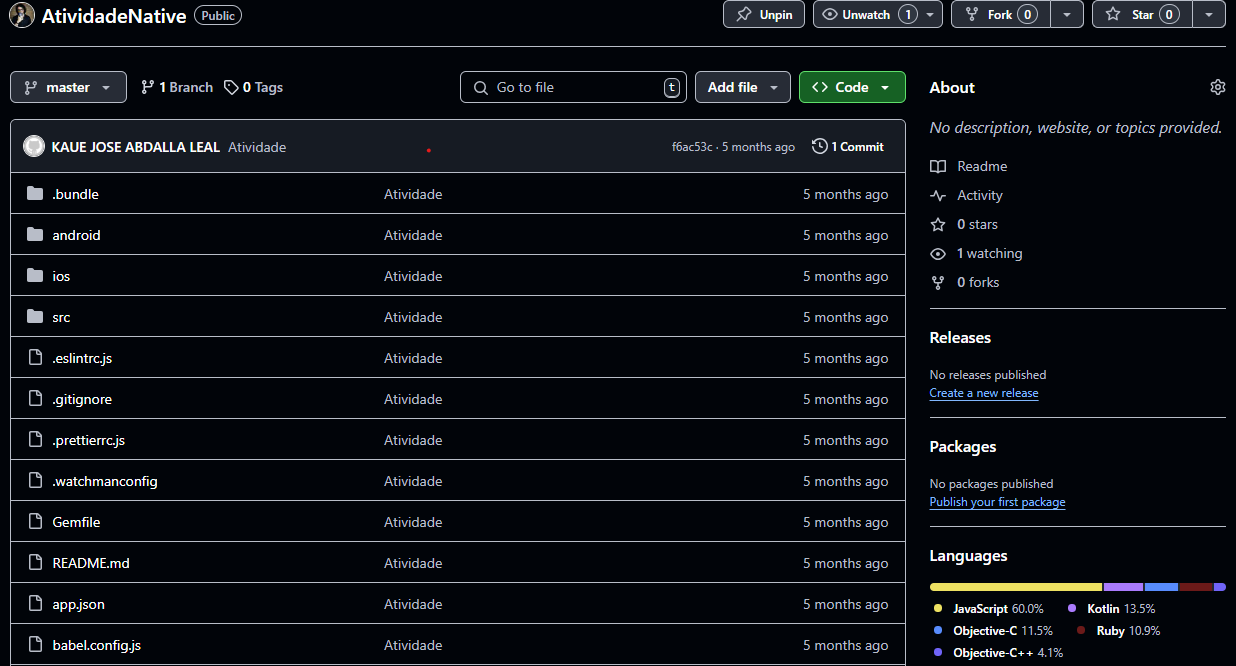 AtividadeNative Public Unpin Unwatch 1 Fork 0 Star 0
master 1 Branch 0 Tags Go to file t Add file Code
KAUE JOSE ABDALLA LEAL Atividade f6ac53c · 5 months ago 1 Commit
.bundle Atividade 5 months ago
android Atividade 5 months ago
ios Atividade 5 months ago
src Atividade 5 months ago
.eslintrc.js Atividade 5 months ago
.gitignore Atividade 5 months ago
.prettierrc.js Atividade 5 months ago
.watchmanconfig Atividade 5 months ago
Gemfile Atividade 5 months ago
README.md Atividade 5 months ago
app.json Atividade 5 months ago
babel.config.js Atividade 5 months ago
About
No description, website, or topics provided.
Readme
Activity
0 stars
1 watching
0 forks
Releases
No releases published
Create a new release
Packages
No packages published
Publish your first package
Languages
JavaScript 60.0% Kotlin 13.5%
Objective-C 11.5% Ruby 10.9%
Objective-C++ 4.1%